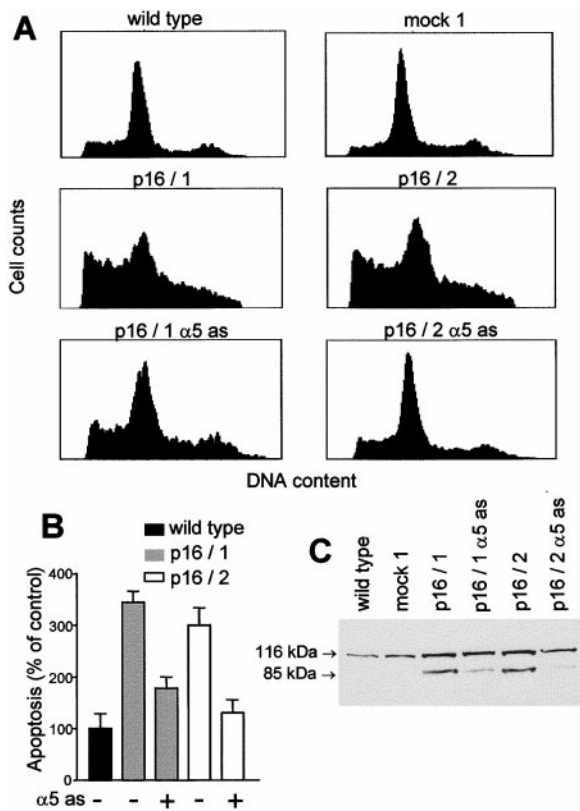 A
wild type
mock 1
p16 / 1
p16 / 2
p16 / 1 α5 as
p16 / 2 α5 as
Cell counts
DNA content
B
wild type
p16 / 1
p16 / 2
Apoptosis (% of control)
400
300
200
100
0
α5 as - - + - +
C
wild type
mock 1
p16 / 1
p16 / 1 α5 as
p16 / 2
p16 / 2 α5 as
116 kDa →
85 kDa →